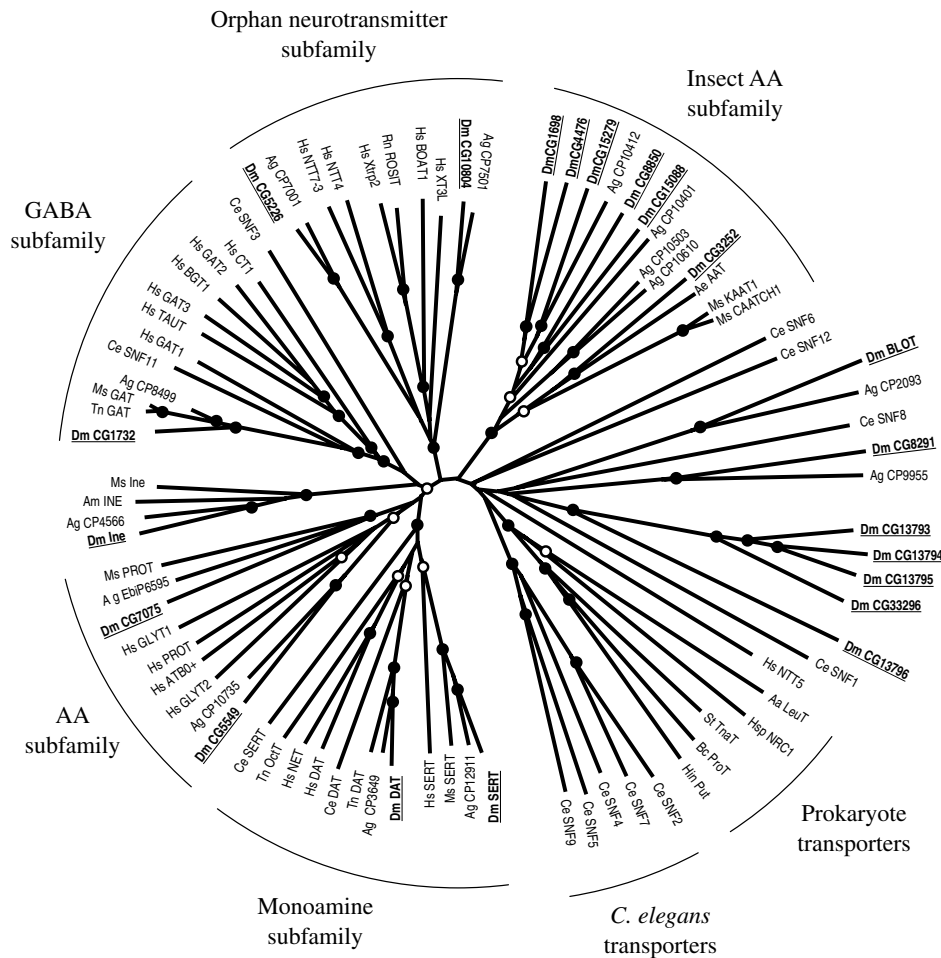 Orphan neurotransmitter
subfamily
Insect AA
subfamily
GABA
subfamily
AA
subfamily
Monoamine
subfamily
C. elegans
transporters
Prokaryote
transporters
Ce SNF3
Dm CG5226
Ag CP7001
Hs NTT7-3
Hs NTT4
Hs Xtrp2
Rn ROSIT
Hs BOAT1
Hs XT3L
Dm CG10804
Ag CP7501
DmCG1698
DmCG4476
DmCG15279
Ag CP10412
Dm CG8850
Dm CG15088
Ag CP10401
Ag CP10503
Ag CP10610
Dm CG3252
Ae AAT
Ms KAAT1
Ms CAATCH1
Ce SNF6
Ce SNF12
Dm BLOT
Ag CP2093
Ce SNF8
Dm CG8291
Ag CP9955
Dm CG13793
Dm CG13794
Dm CG13795
Dm CG33296
Dm CG13796
Ce SNF1
Hs NTT5
Aa LeuT
Hsp NRC1
St TnaT
Bc ProT
Hin Put
Ce SNF2
Ce SNF7
Ce SNF4
Ce SNF5
Ce SNF9
Dm SERT
Ag CP12911
Ms SERT
Hs SERT
Dm DAT
Ag CP3649
Tn DAT
Ce DAT
Hs DAT
Hs NET
Tn OctT
Ce SERT
Dm CG5549
Ag CP10735
Hs GLYT2
Hs ATB0+
Hs PROT
Hs GLYT1
Dm CG7075
A g EbiP6595
Ms PROT
Dm Ine
Ag CP4566
Am INE
Ms Ine
Dm CG1732
Tn GAT
Ms GAT
Ag CP8499
Ce SNF11
Hs GAT1
Hs TAUT
Hs GAT3
Hs BGT1
Hs GAT2
Hs CT1